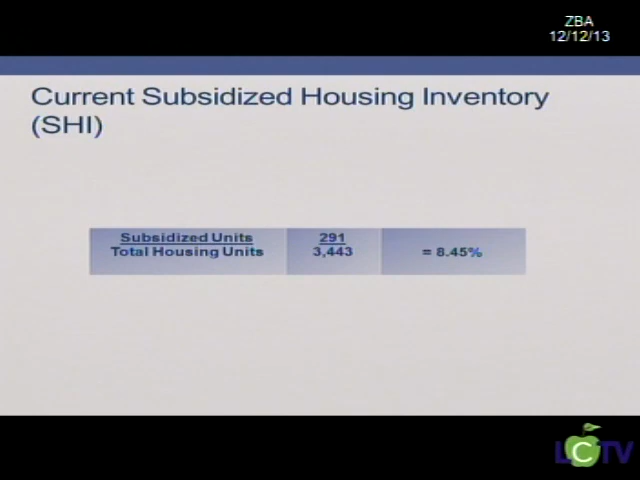 ZBA
12/12/13
Current Subsidized Housing Inventory
(SHI)
Subsidized Units 291
Total Housing Units 3,443 = 8.45%
LCTV